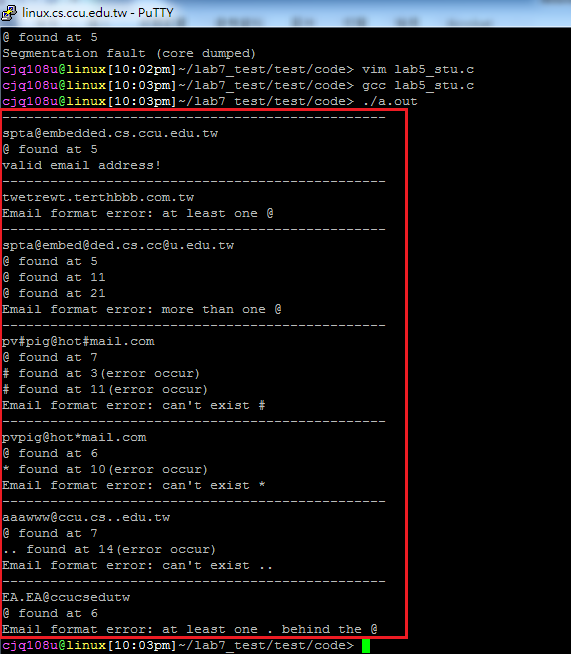 linux.cs.ccu.edu.tw - PuTTY
@ found at 5
Segmentation fault (core dumped)
cjq108u@linux[10:02pm]~/lab7_test/test/code> vim lab5_stu.c
cjq108u@linux[10:03pm]~/lab7_test/test/code> gcc lab5_stu.c
cjq108u@linux[10:03pm]~/lab7_test/test/code> ./a.out
------------------------------------------------
spta@embedded.cs.ccu.edu.tw
@ found at 5
valid email address!
------------------------------------------------
twetrewt.terthbbb.com.tw
Email format error: at least one @
------------------------------------------------
spta@embed@ded.cs.cc@u.edu.tw
@ found at 5
@ found at 11
@ found at 21
Email format error: more than one @
------------------------------------------------
pv#pig@hot#mail.com
@ found at 7
# found at 3(error occur)
# found at 11(error occur)
Email format error: can't exist #
------------------------------------------------
pvpig@hot*mail.com
@ found at 6
* found at 10(error occur)
Email format error: can't exist *
------------------------------------------------
aaawww@ccu.cs..edu.tw
@ found at 7
.. found at 14(error occur)
Email format error: can't exist ..
------------------------------------------------
EA.EA@ccucsedutw
@ found at 6
Email format error: at least one . behind the @
cjq108u@linux[10:03pm]~/lab7_test/test/code>